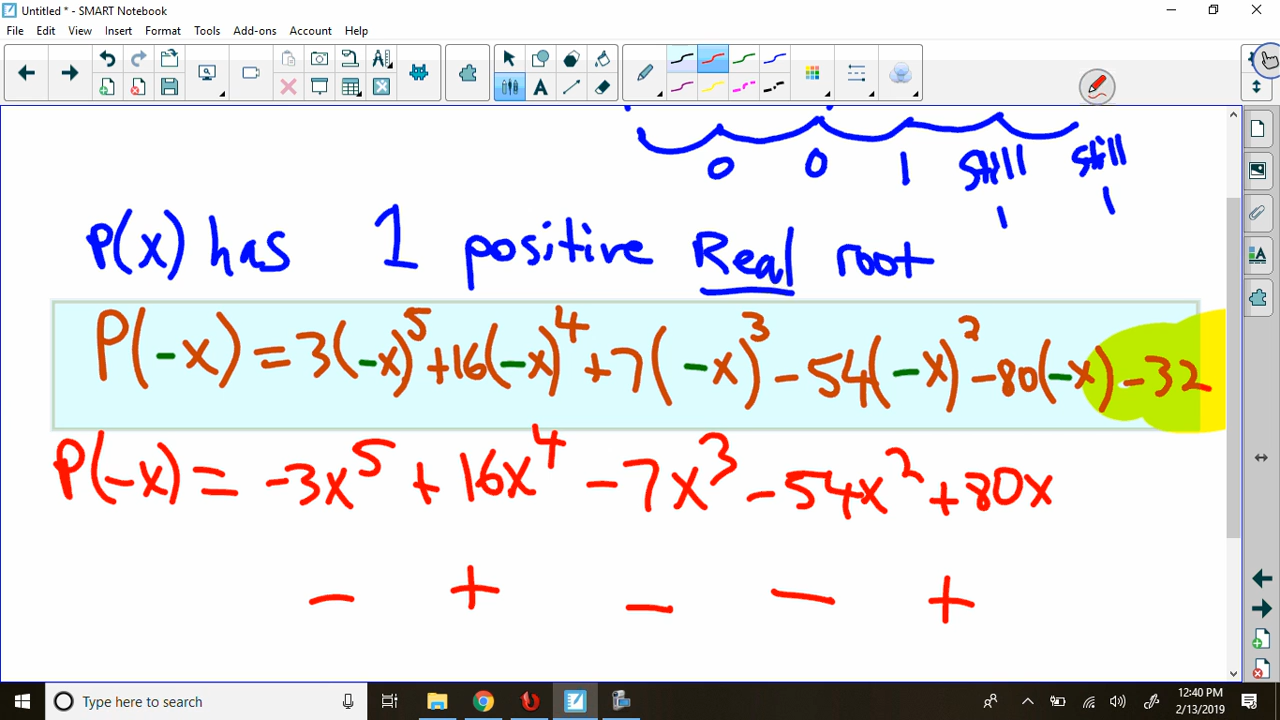 Untitled * - SMART Notebook
File Edit View Insert Format Tools Add-ons Account Help
0 0 1 still still
1 1
P(x) has 1 positive Real root
P(-x) = 3(-x)^5 +16(-x)^4 +7(-x)^3 -54(-x)^2 -80(-x) -32
P(-x) = -3x^5 + 16x^4 - 7x^3 - 54x^2 + 80x
- + - - +
Type here to search
12:40 PM
2/13/2019